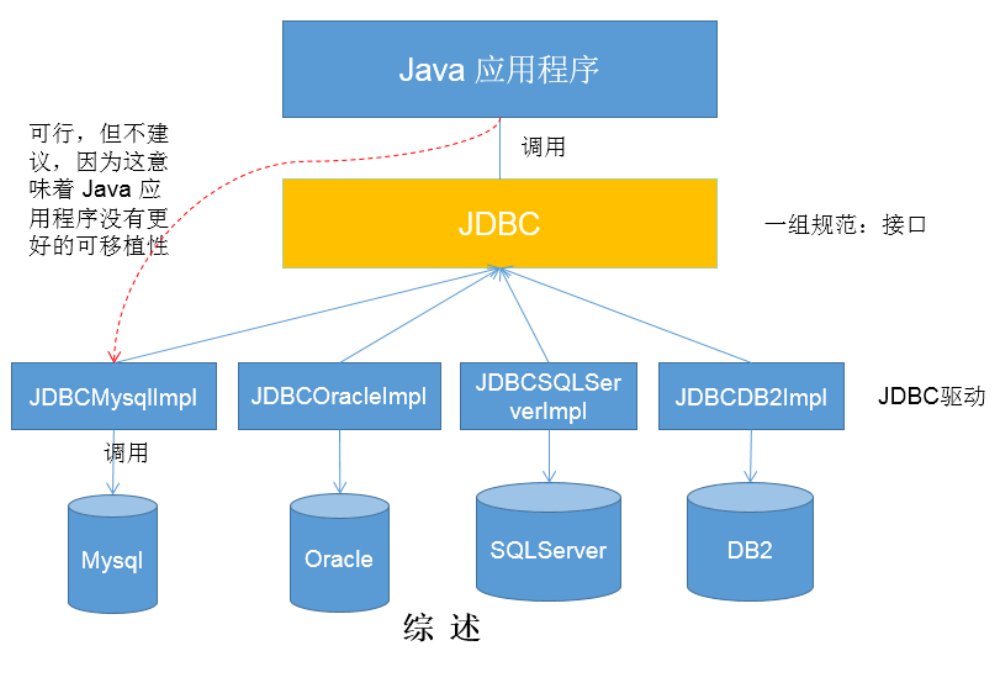 Java 应用程序
可行，但不建
议，因为这意
味着 Java 应
用程序没有更
好的可移植性
调用
JDBC
一组规范：接口
JDBCMysqlImpl
JDBCOracleImpl
JDBCSQLSer
verImpl
JDBCDB2Impl
JDBC驱动
调用
Mysql
Oracle
SQLServer
DB2
综 述